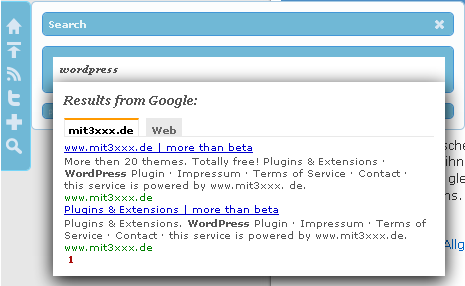 Search
wordpress
Results from Google:
mit3xxx.de Web
www.mit3xxx.de | more than beta
More then 20 themes. Totally free! Plugins & Extensions ·
WordPress Plugin · Impressum · Terms of Service · Contact ·
this service is powered by www.mit3xxx. de.
www.mit3xxx.de
Plugins & Extensions | more than beta
Plugins & Extensions. WordPress Plugin · Impressum · Terms of
Service · Contact · this service is powered by www.mit3xxx.de.
www.mit3xxx.de
1